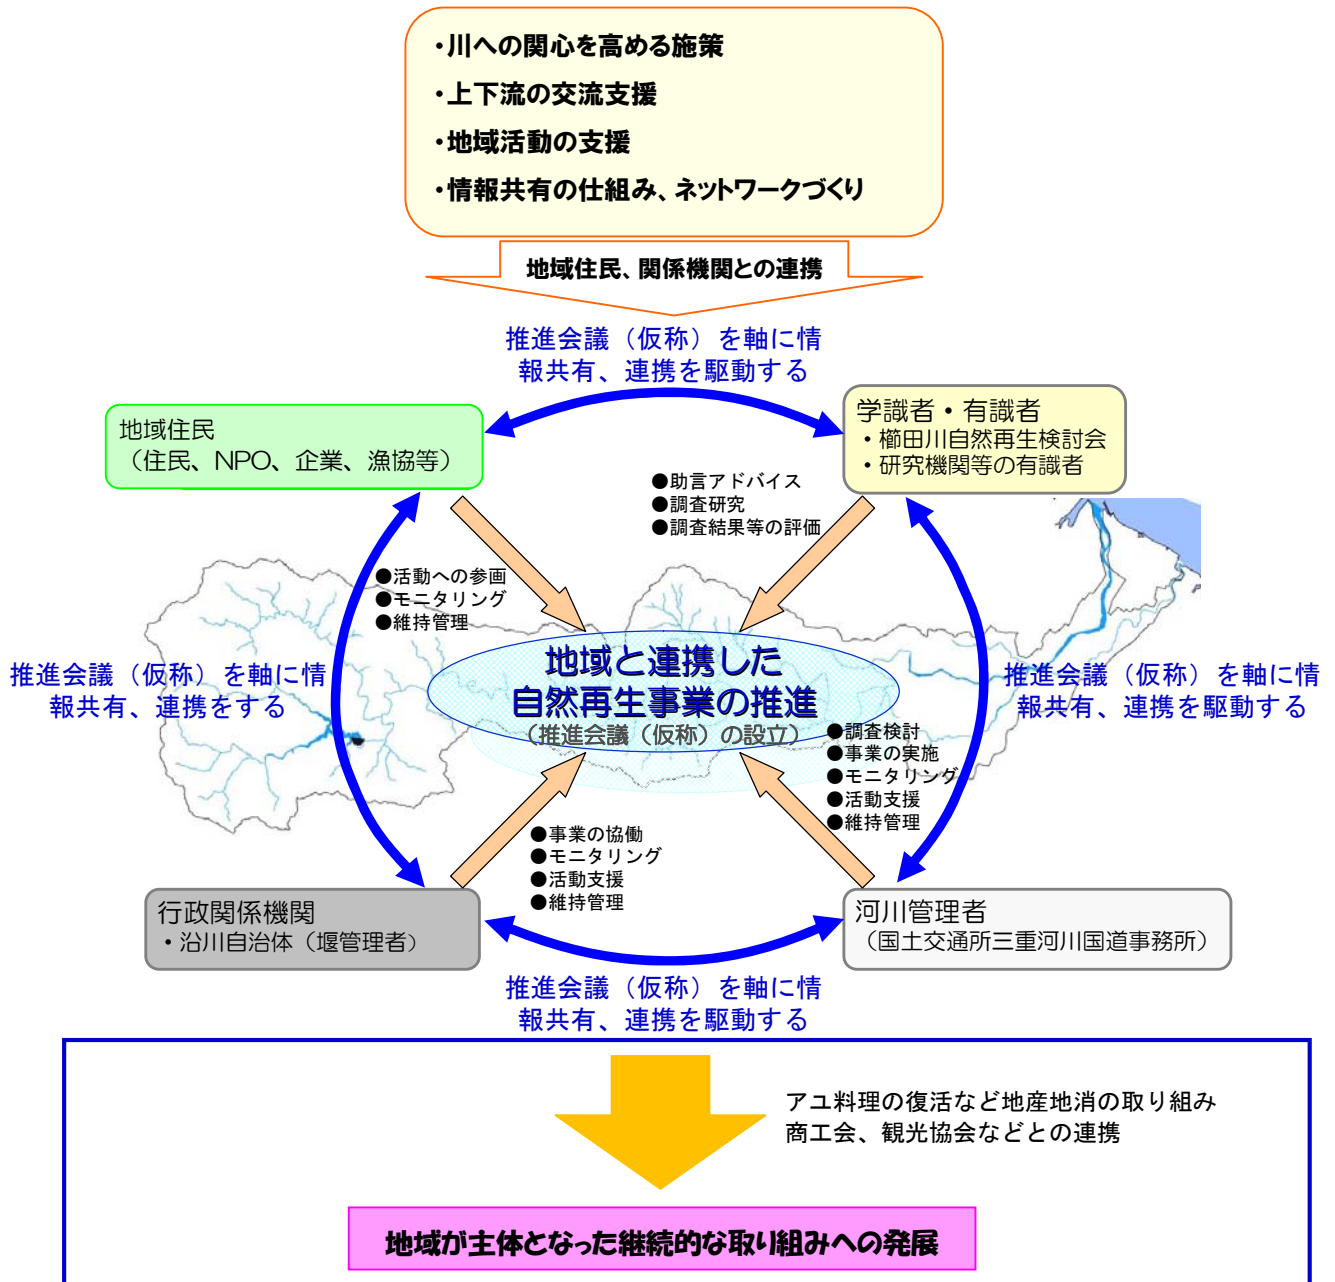 ・川への関心を高める施策
・上下流の交流支援
・地域活動の支援
・情報共有の仕組み、ネットワークづくり
地域住民、関係機関との連携
推進会議（仮称）を軸に情
報共有、連携を駆動する
地域住民
（住民、NPO、企業、漁協等）
学識者・有識者
・櫛田川自然再生検討会
・研究機関等の有識者
●助言アドバイス
●調査研究
●調査結果等の評価
●活動への参画
●モニタリング
●維持管理
推進会議（仮称）を軸に情
報共有、連携をする
地域と連携した
自然再生事業の推進
（推進会議（仮称）の設立）
推進会議（仮称）を軸に情
報共有、連携を駆動する
●調査検討
●事業の実施
●モニタリング
●活動支援
●維持管理
●事業の協働
●モニタリング
●活動支援
●維持管理
行政関係機関
・沿川自治体（堰管理者）
河川管理者
（国土交通所三重河川国道事務所）
推進会議（仮称）を軸に情
報共有、連携を駆動する
アユ料理の復活など地産地消の取り組み
商工会、観光協会などとの連携
地域が主体となった継続的な取り組みへの発展